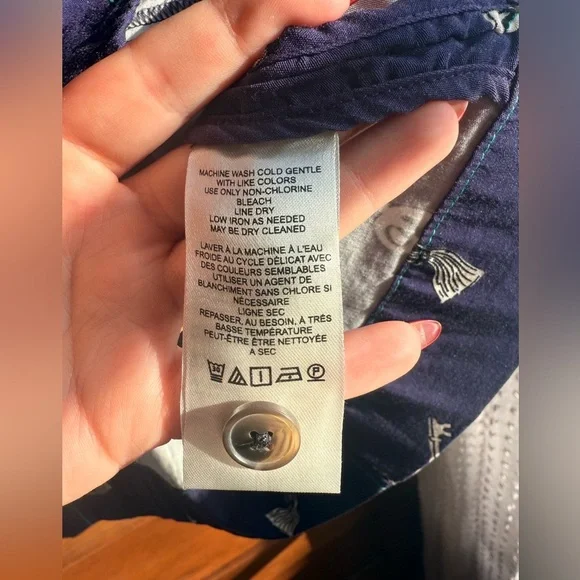 MACHINE WASH COLD GENTLE
WITH LIKE COLORS
USE ONLY NON-CHLORINE
BLEACH
LINE DRY
LOW IRON AS NEEDED
MAY BE DRY CLEANED
LAVER À LA MACHINE À L'EAU
FROIDE AU CYCLE DÉLICAT AVEC
DES COULEURS SEMBLABLES
UTILISER UN AGENT DE
BLANCHIMENT SANS CHLORE SI
NÉCESSAIRE
LIGNE SEC
REPASSER, AU BESOIN, À TRÈS
BASSE TEMPÉRATURE
PEUT-ÊTRE ÊTRE NETTOYÉE
A SEC
30 P